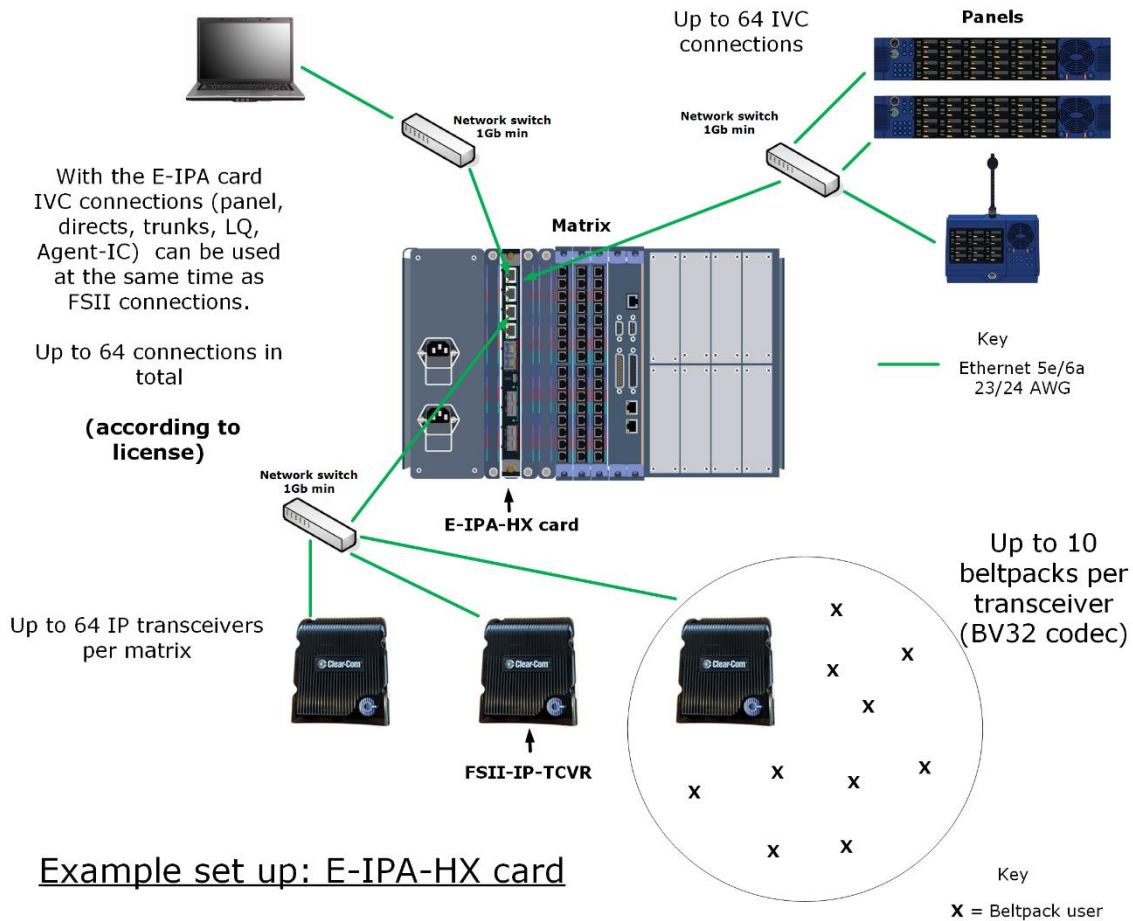 Up to 64 IVC
connections
Panels
Network switch
1Gb min
Network switch
1Gb min
With the E-IPA card
IVC connections (panel,
directs, trunks, LQ,
Agent-IC)  can be used
at the same time as
FSII connections.
Up to 64 connections in
total
(according to
license)
Matrix
Key
Ethernet 5e/6a
23/24 AWG
Network switch
1Gb min
E-IPA-HX card
Up to 10
beltpacks per
transceiver
(BV32 codec)
Up to 64 IP transceivers
per matrix
Clear-Com
Clear-Com
Clear-Com
FSII-IP-TCVR
X
X
X
X
X
X
X
X
X
X
Example set up: E-IPA-HX card
Key
X = Beltpack user